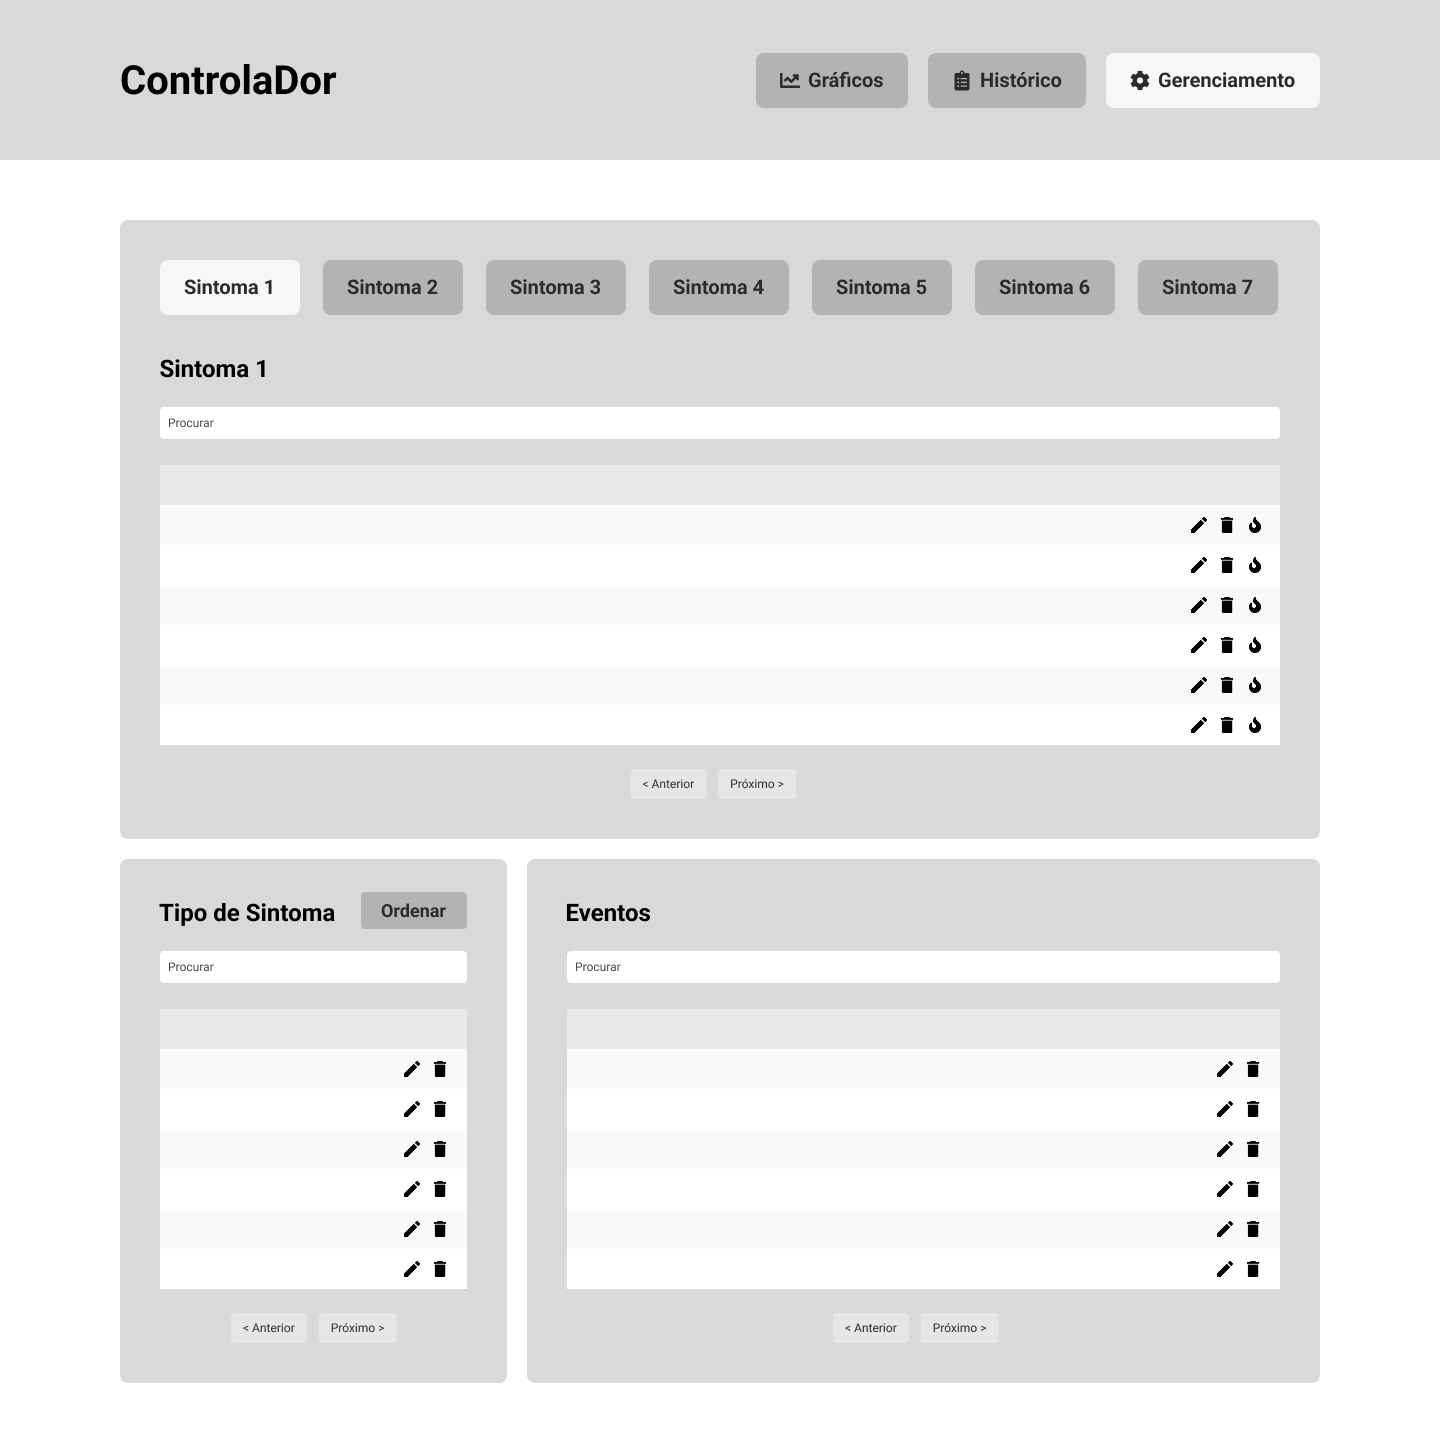 ControlaDor
Gráficos
Histórico
Gerenciamento
Sintoma 1
Sintoma 2
Sintoma 3
Sintoma 4
Sintoma 5
Sintoma 6
Sintoma 7
Sintoma 1
Procurar
< Anterior
Próximo >
Tipo de Sintoma
Ordenar
Procurar
< Anterior
Próximo >
Eventos
Procurar
< Anterior
Próximo >